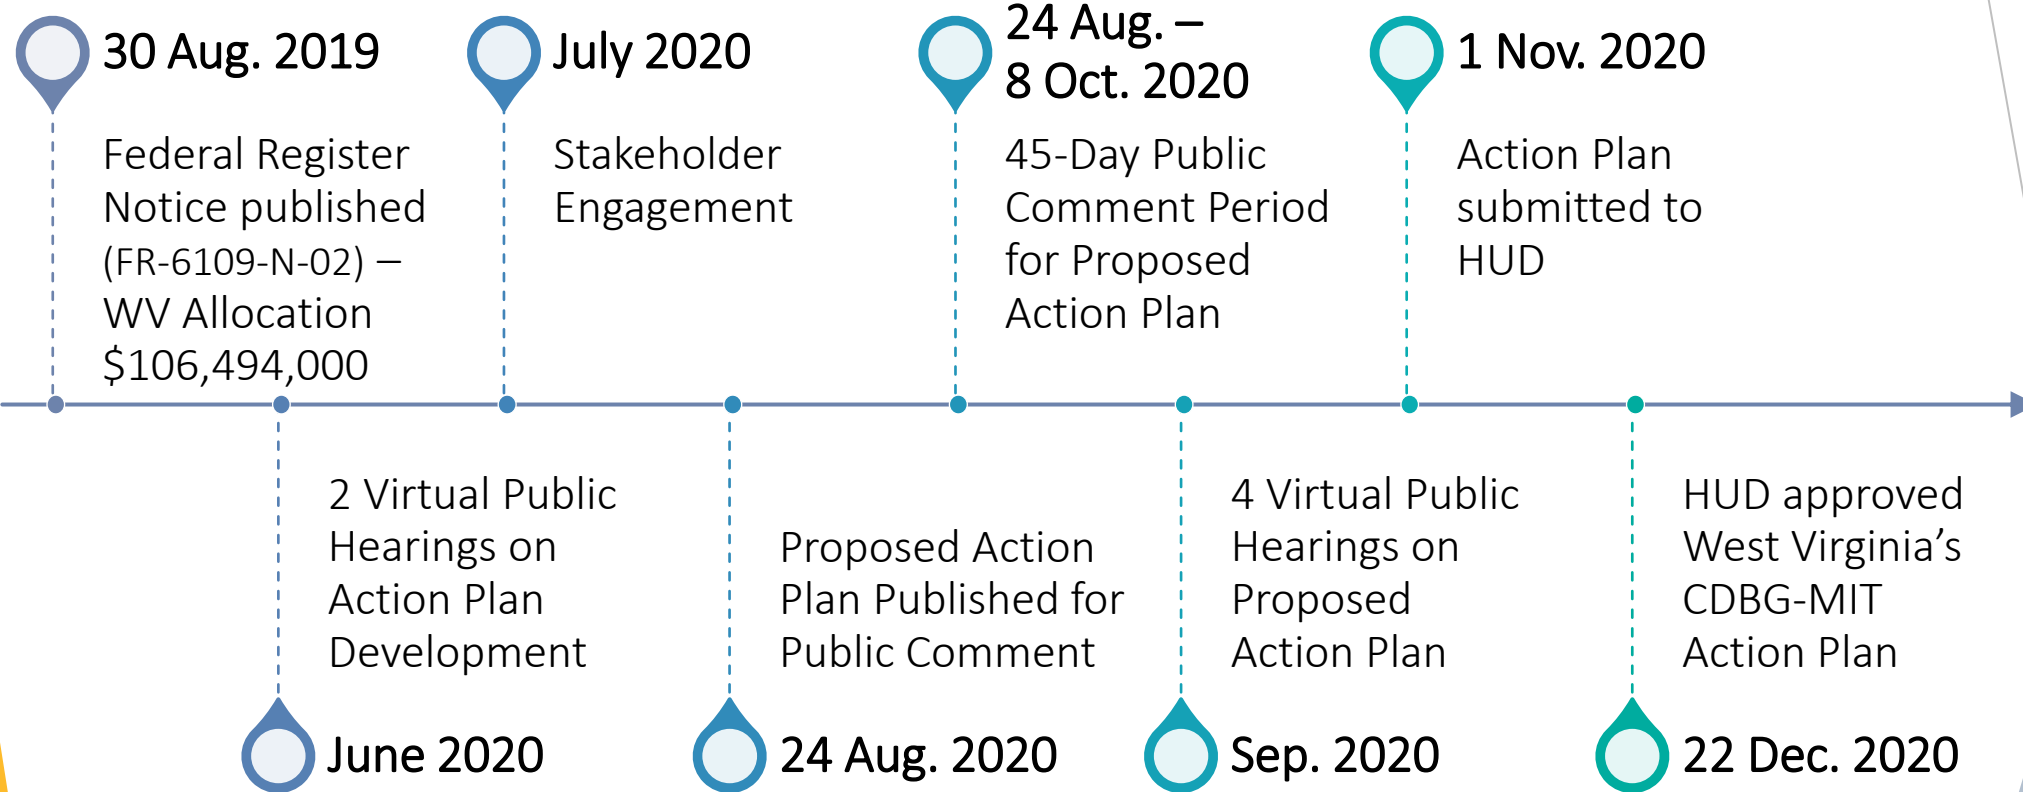 30 Aug. 2019
Federal Register
Notice published
(FR-6109-N-02) –
WV Allocation
$106,494,000
July 2020
Stakeholder
Engagement
24 Aug. –
8 Oct. 2020
45-Day Public
Comment Period
for Proposed
Action Plan
1 Nov. 2020
Action Plan
submitted to
HUD
2 Virtual Public
Hearings on
Action Plan
Development
June 2020
Proposed Action
Plan Published for
Public Comment
24 Aug. 2020
4 Virtual Public
Hearings on
Proposed
Action Plan
Sep. 2020
HUD approved
West Virginia’s
CDBG-MIT
Action Plan
22 Dec. 2020